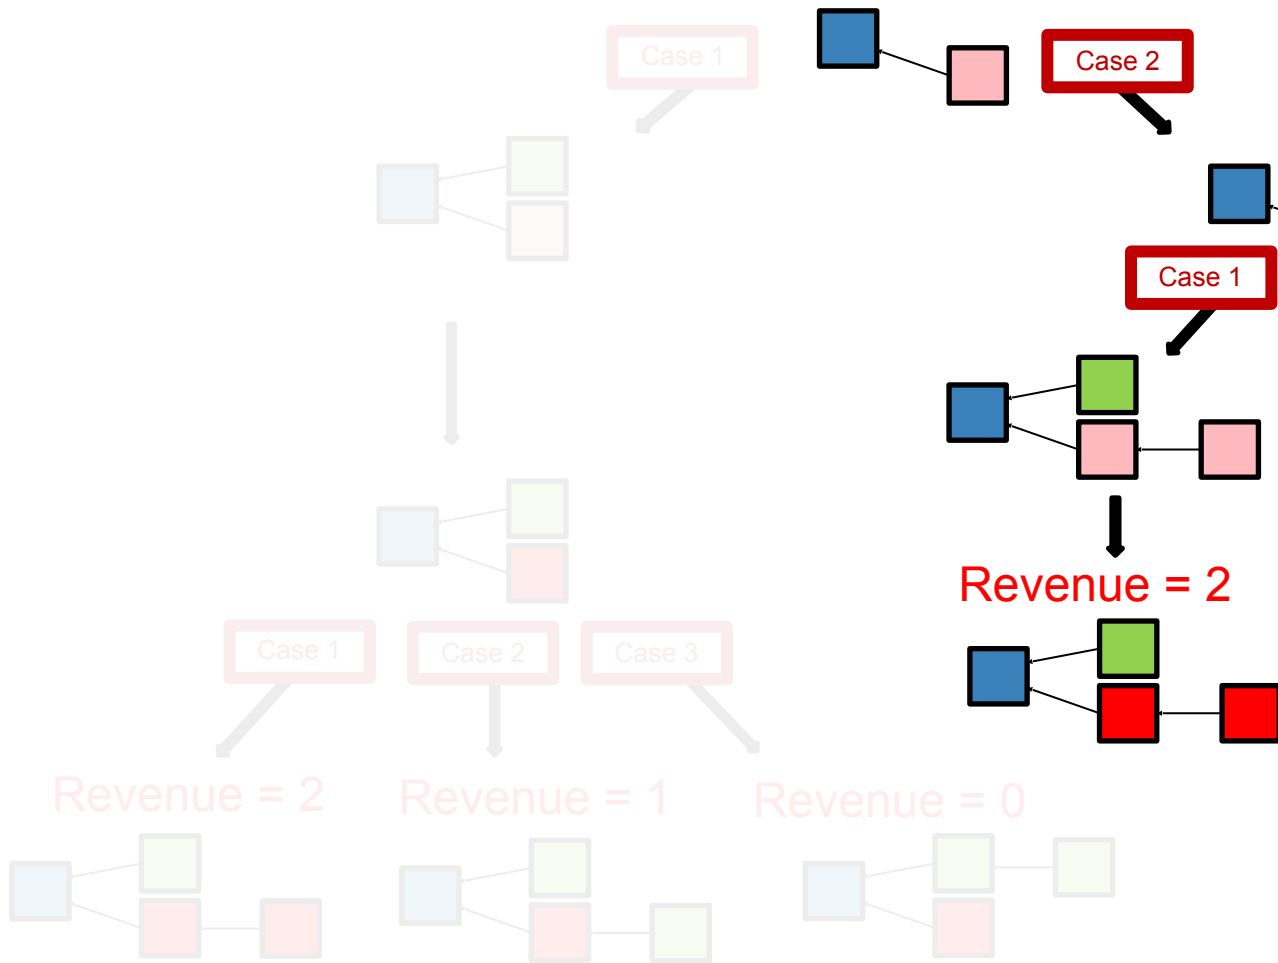 Case 1
Case 2
Case 1
Revenue = 2
Case 1
Case 2
Case 3
Revenue = 2
Revenue = 1
Revenue = 0